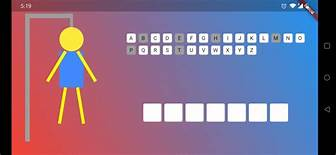 5:19
A B C D E F G H I J K L M N O
P Q R S T U V W X Y Z